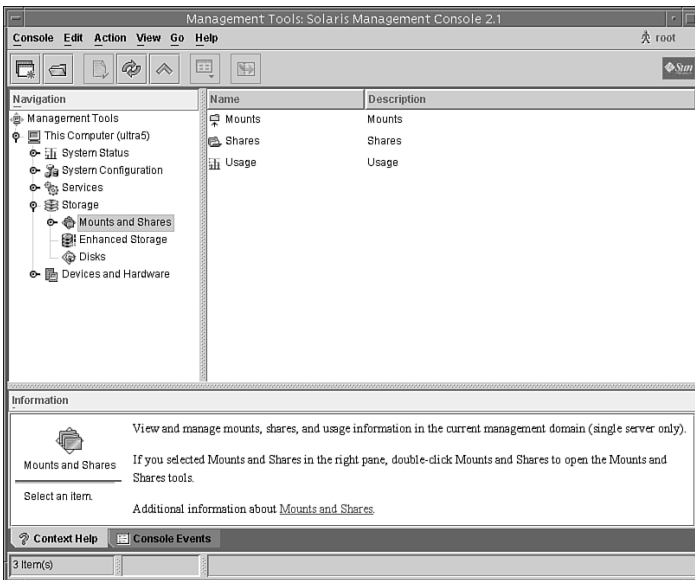 Management Tools: Solaris Management Console 2.1
Console Edit Action View Go Help
root
Sun
Navigation
Name Description
Management Tools
This Computer (ultra5)
System Status
System Configuration
Services
Storage
Mounts and Shares
Enhanced Storage
Disks
Devices and Hardware
Mounts Mounts
Shares Shares
Usage Usage
Information
Mounts and Shares
Select an item.
View and manage mounts, shares, and usage information in the current management domain (single server only).
If you selected Mounts and Shares in the right pane, double-click Mounts and Shares to open the Mounts and
Shares tools.
Additional information about Mounts and Shares.
Context Help Console Events
3 Item(s)